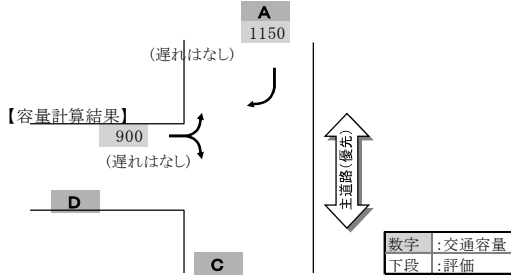 A
1150
(遅れはなし)
【容量計算結果】
900
(遅れはなし)
主道路(優先)
D
C
数字 :交通容量
下段 :評価